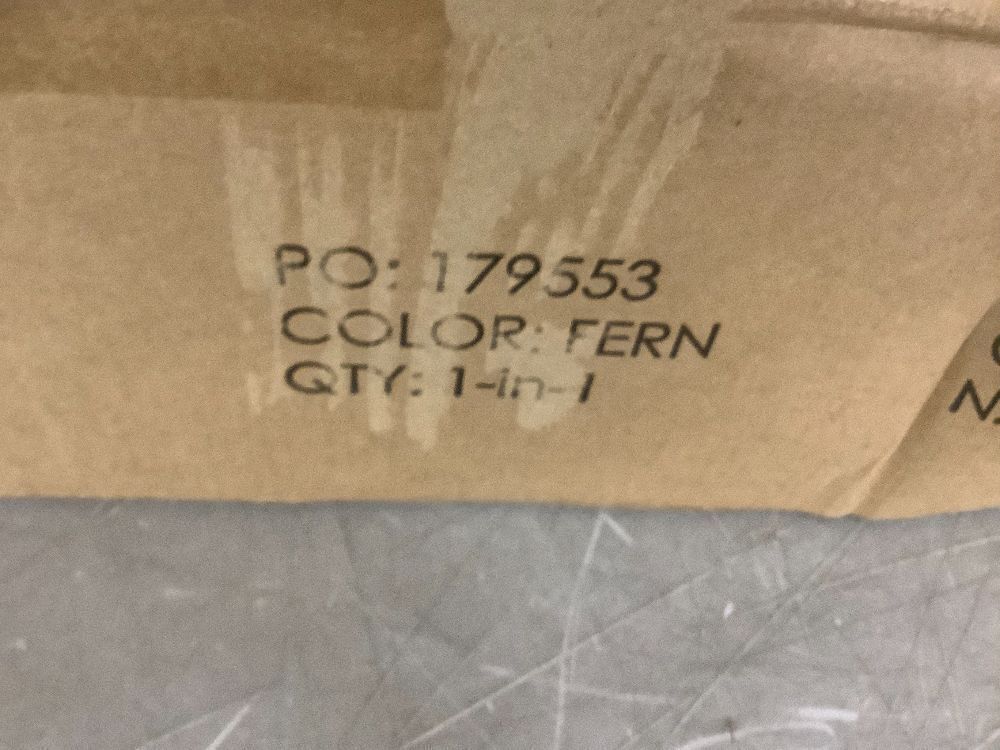 PO: 179553
COLOR: FERN
QTY: 1-in-1